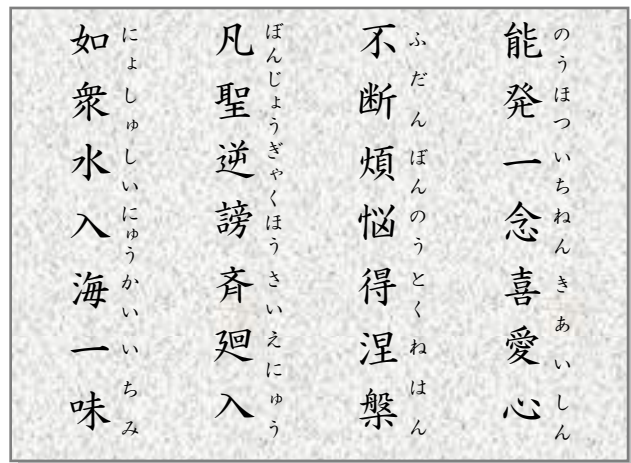 能発一念喜愛心
のうほついちねんきあいしん
不断煩悩得涅槃
ふだんぼんのうとくねはん
凡聖逆謗斉廻入
ぼんじょうぎゃくほうさいえにゅう
如衆水入海一味
にょしゅしいにゅうかいいちみ